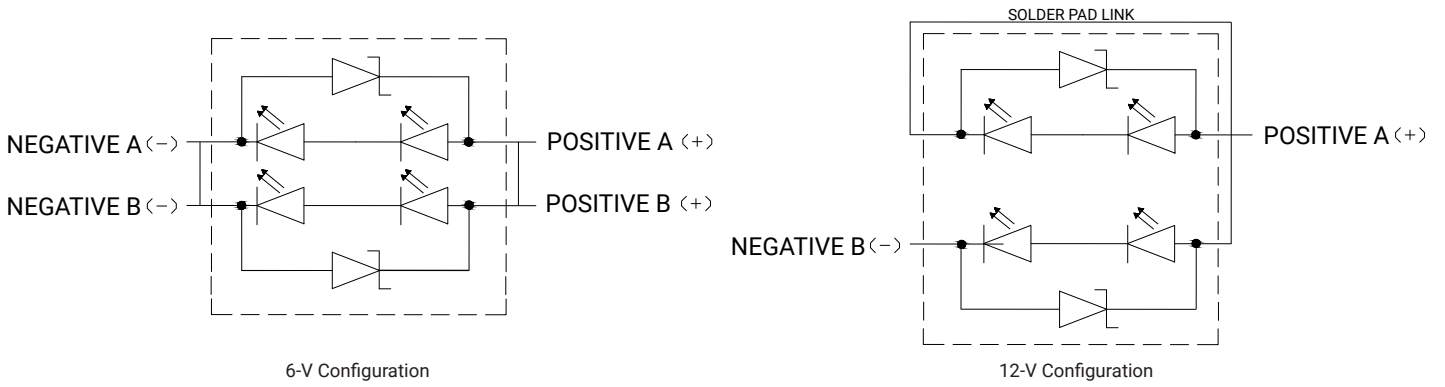 SOLDER PAD LINK
NEGATIVE A(-)
POSITIVE A (+)
NEGATIVE B(-)
POSITIVE B (+)
POSITIVE A(+)
NEGATIVE B(-)
6-V Configuration
12-V Configuration